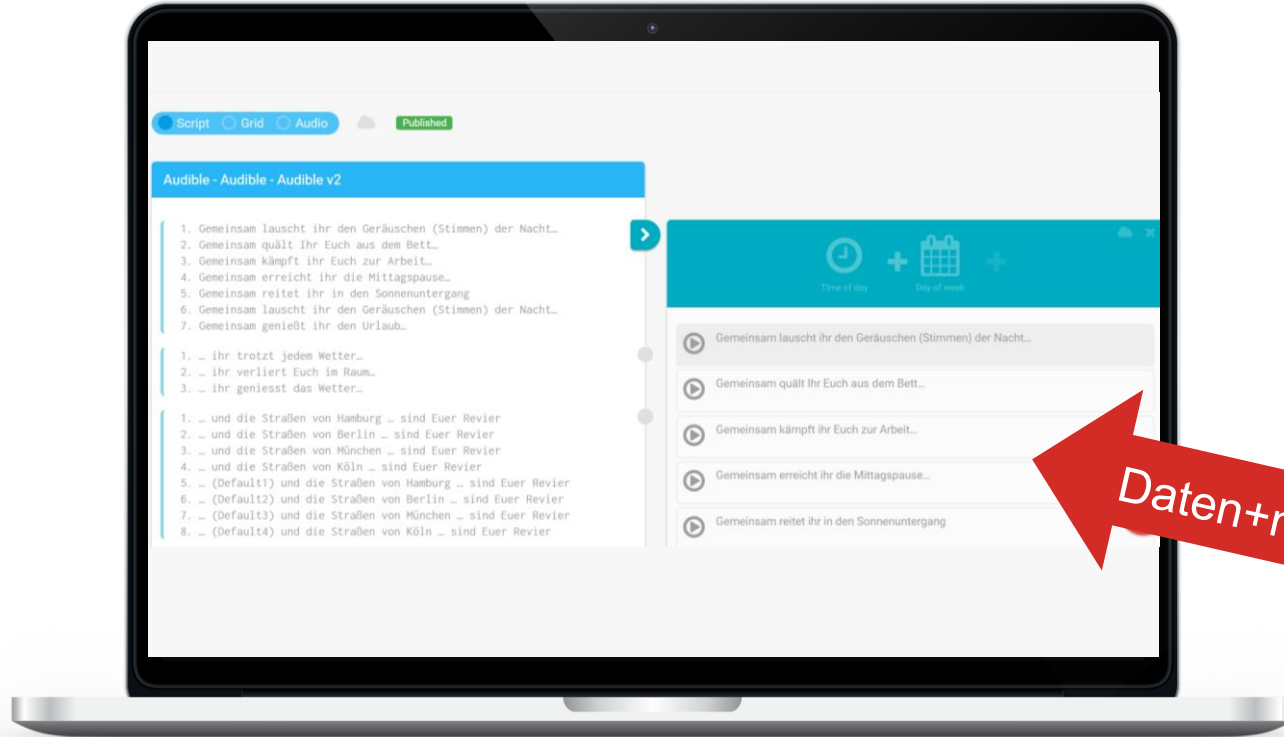 Script Grid Audio Published
Audible - Audible - Audible v2
1. Gemeinsam lauscht ihr den Geräuschen (Stimmen) der Nacht…
2. Gemeinsam quält Ihr Euch aus dem Bett…
3. Gemeinsam kämpft ihr Euch zur Arbeit…
4. Gemeinsam erreicht ihr die Mittagspause…
5. Gemeinsam reitet ihr in den Sonnenuntergang
6. Gemeinsam lauscht ihr den Geräuschen (Stimmen) der Nacht…
7. Gemeinsam genießt ihr den Urlaub…
1. … ihr trotzt jedem Wetter…
2. … ihr verliert Euch im Raum…
3. … ihr geniesst das Wetter…
1. … und die Straßen von Hamburg … sind Euer Revier
2. … und die Straßen von Berlin … sind Euer Revier
3. … und die Straßen von München … sind Euer Revier
4. … und die Straßen von Köln … sind Euer Revier
5. … (Default1) und die Straßen von Hamburg … sind Euer Revier
6. … (Default2) und die Straßen von Berlin … sind Euer Revier
7. … (Default3) und die Straßen von München … sind Euer Revier
8. … (Default4) und die Straßen von Köln … sind Euer Revier
Time of day Day of week
Gemeinsam lauscht ihr den Geräuschen (Stimmen) der Nacht…
Gemeinsam quält Ihr Euch aus dem Bett…
Gemeinsam kämpft ihr Euch zur Arbeit…
Gemeinsam erreicht ihr die Mittagspause…
Gemeinsam reitet ihr in den Sonnenuntergang